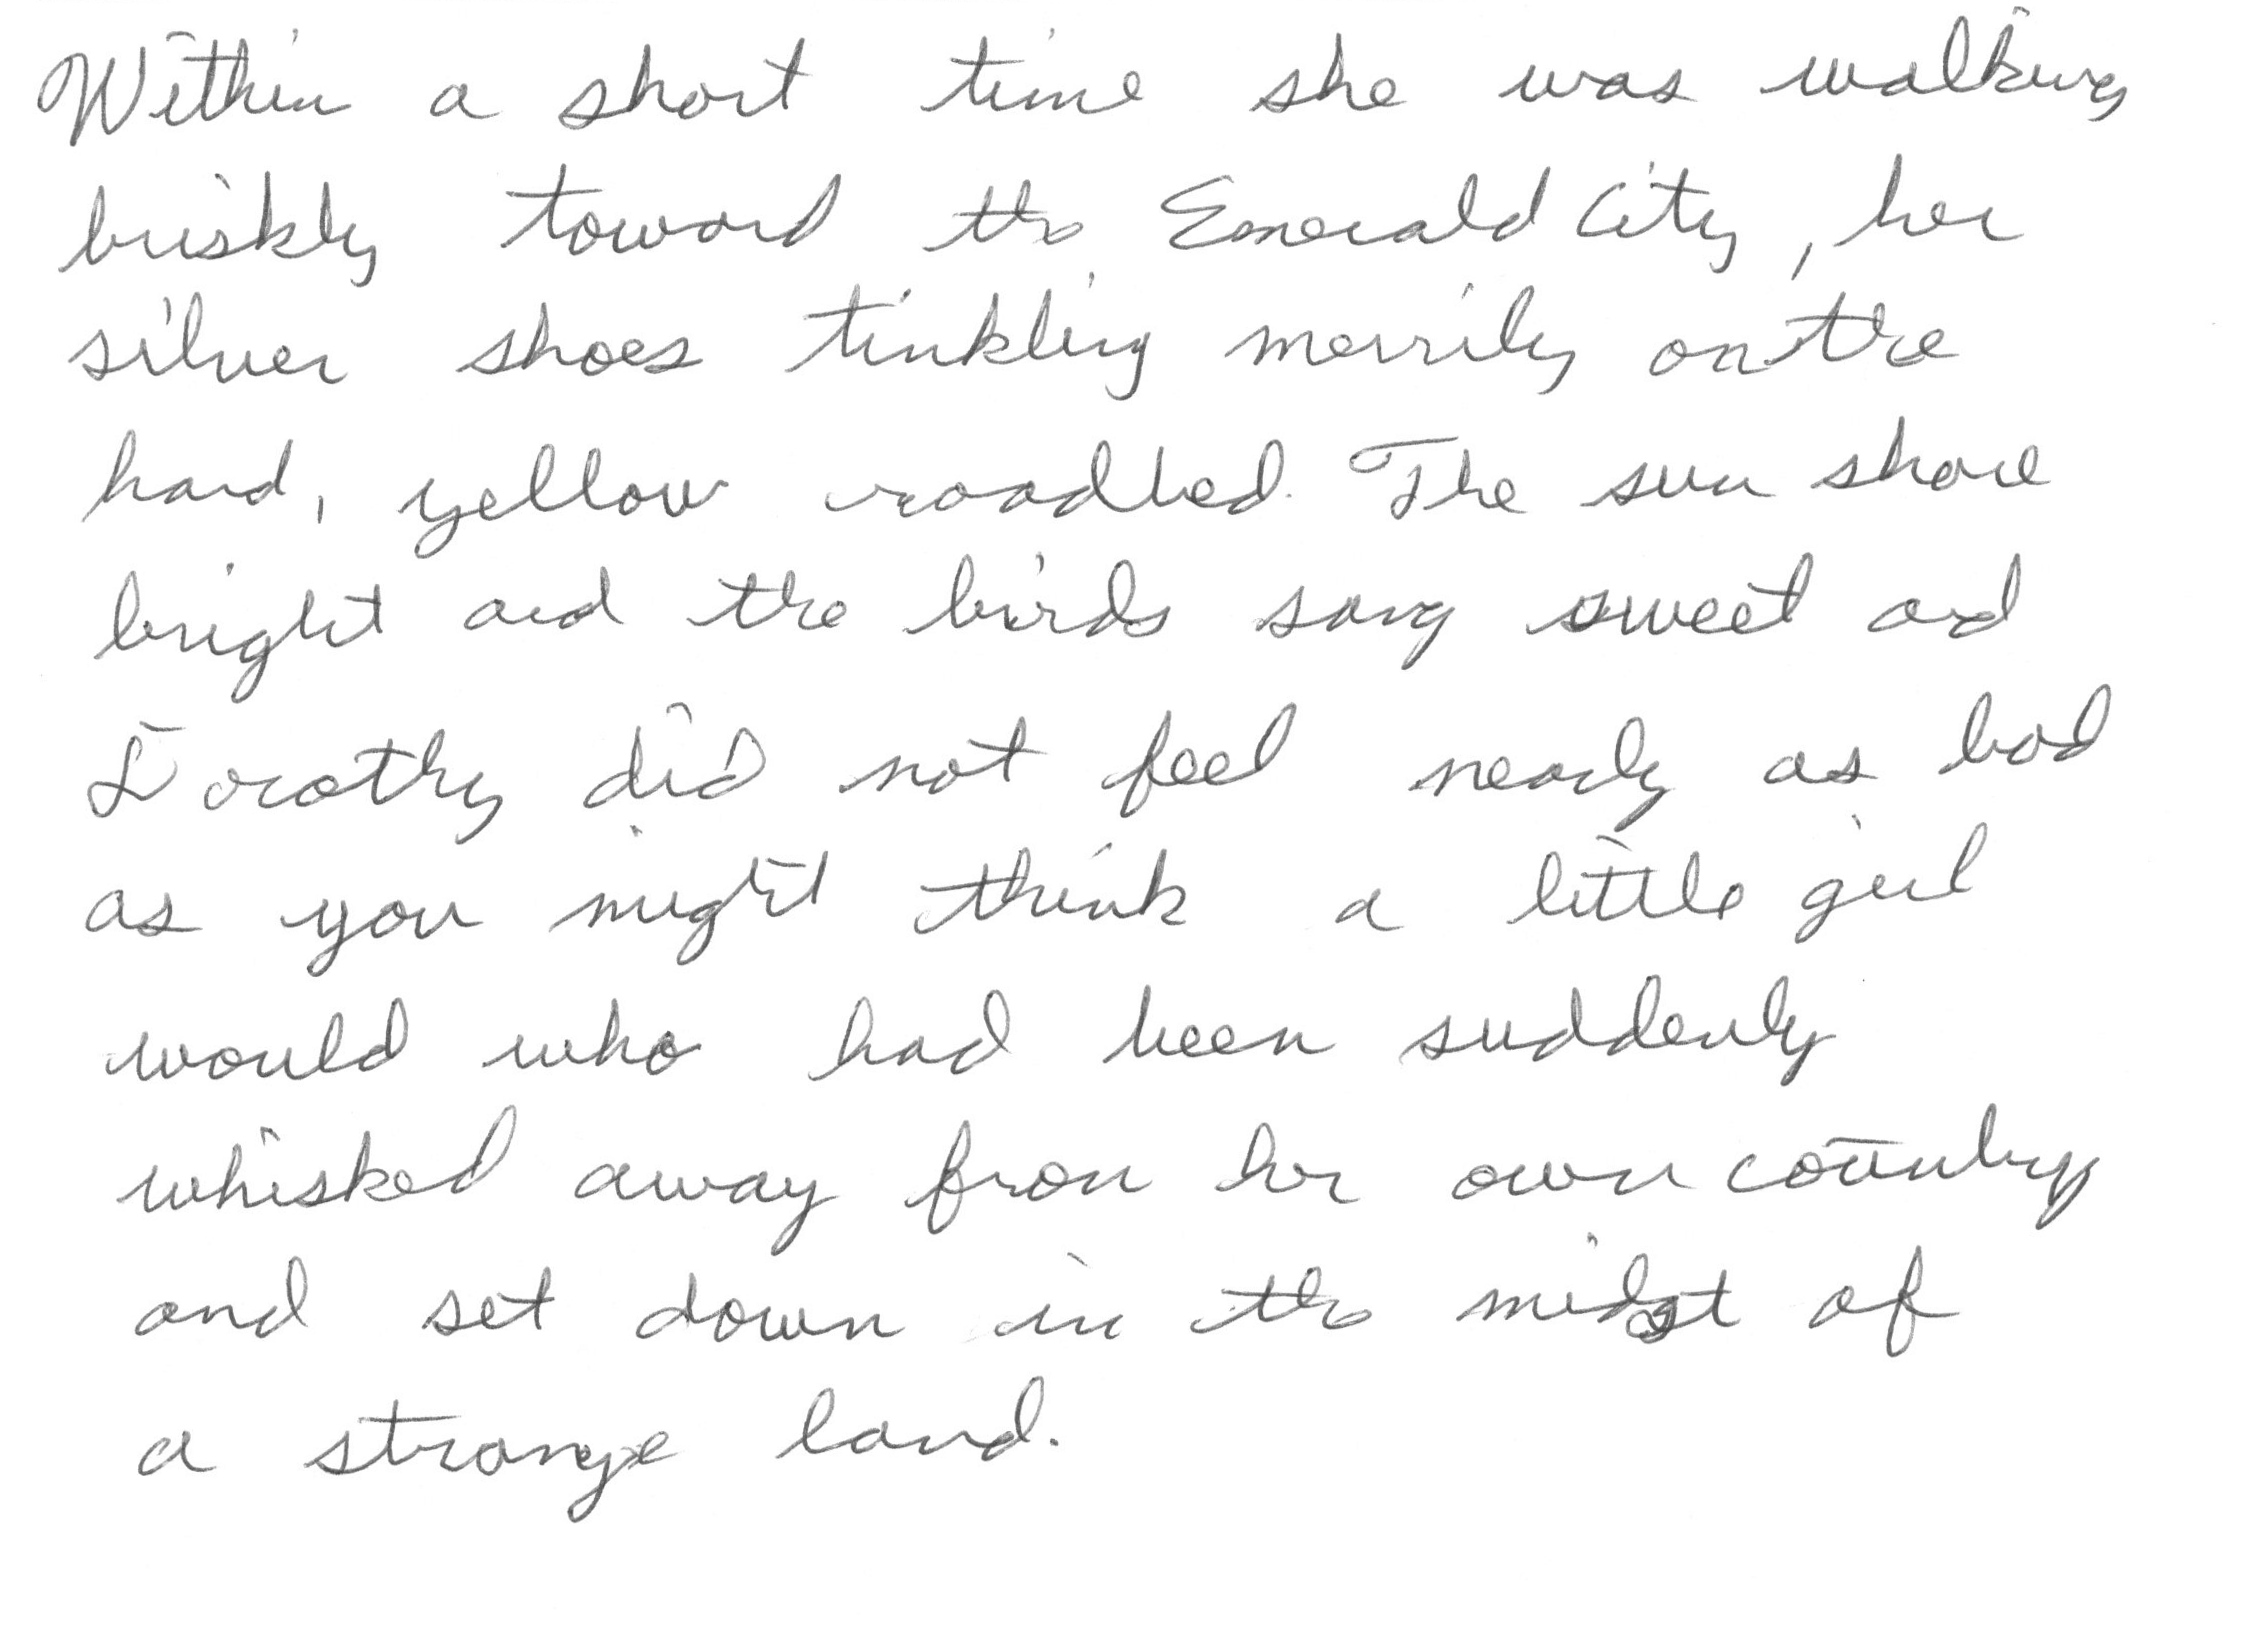 Within a short time she was walking
briskly toward the Emerald City, her
silver shoes tinkling merrily on the
hard, yellow roadbed. The sun shone
bright and the birds sang sweet and
Dorothy did not feel nearly as bad
as you might think a little girl
would who had been suddenly
whisked away from her own country
and set down in the midst of
a strange land.